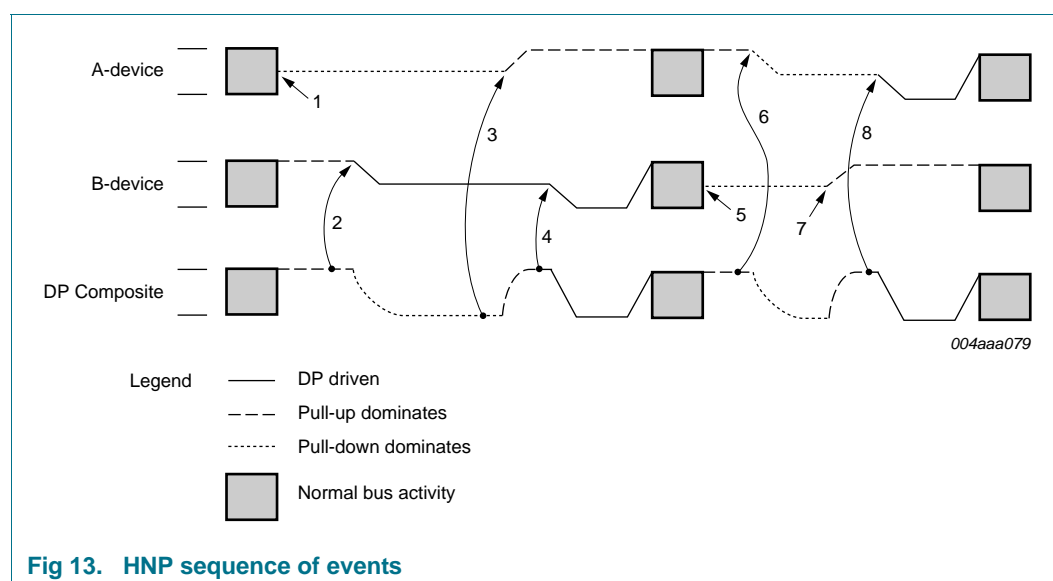 A-device
1
3
6
8
B-device
2
4
5
7
DP Composite
004aaa079
Legend
DP driven
Pull-up dominates
Pull-down dominates
Normal bus activity
Fig 13. HNP sequence of events